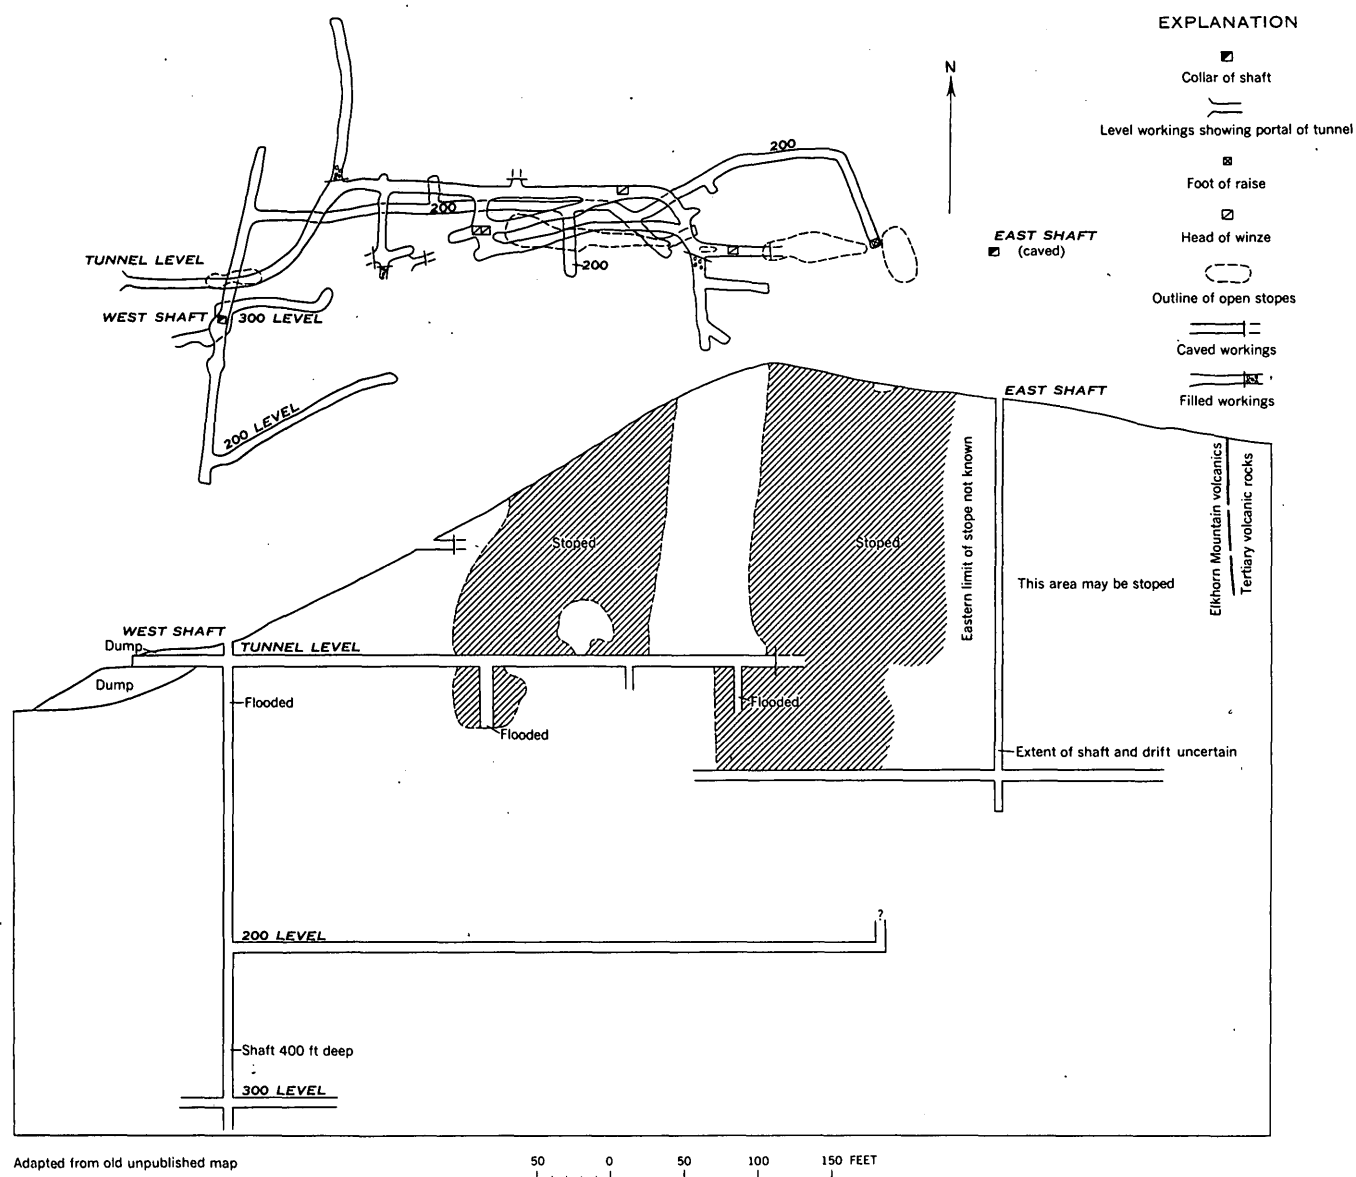 EXPLANATION
Collar of shaft
Level workings showing portal of tunnel
Foot of raise
Head of winze
Outline of open stopes
Caved workings
Filled workings
N
200
200
200
TUNNEL LEVEL
WEST SHAFT
300 LEVEL
200 LEVEL
EAST SHAFT
(caved)
EAST SHAFT
Stoped
Stoped
Eastern limit of stope not known
This area may be stoped
Elkhorn Mountain volcanics
Tertiary volcanic rocks
WEST SHAFT
Dump
TUNNEL LEVEL
Dump
Flooded
Flooded
Flooded
Extent of shaft and drift uncertain
?
200 LEVEL
Shaft 400 ft deep
300 LEVEL
Adapted from old unpublished map
50 0 50 100 150 FEET